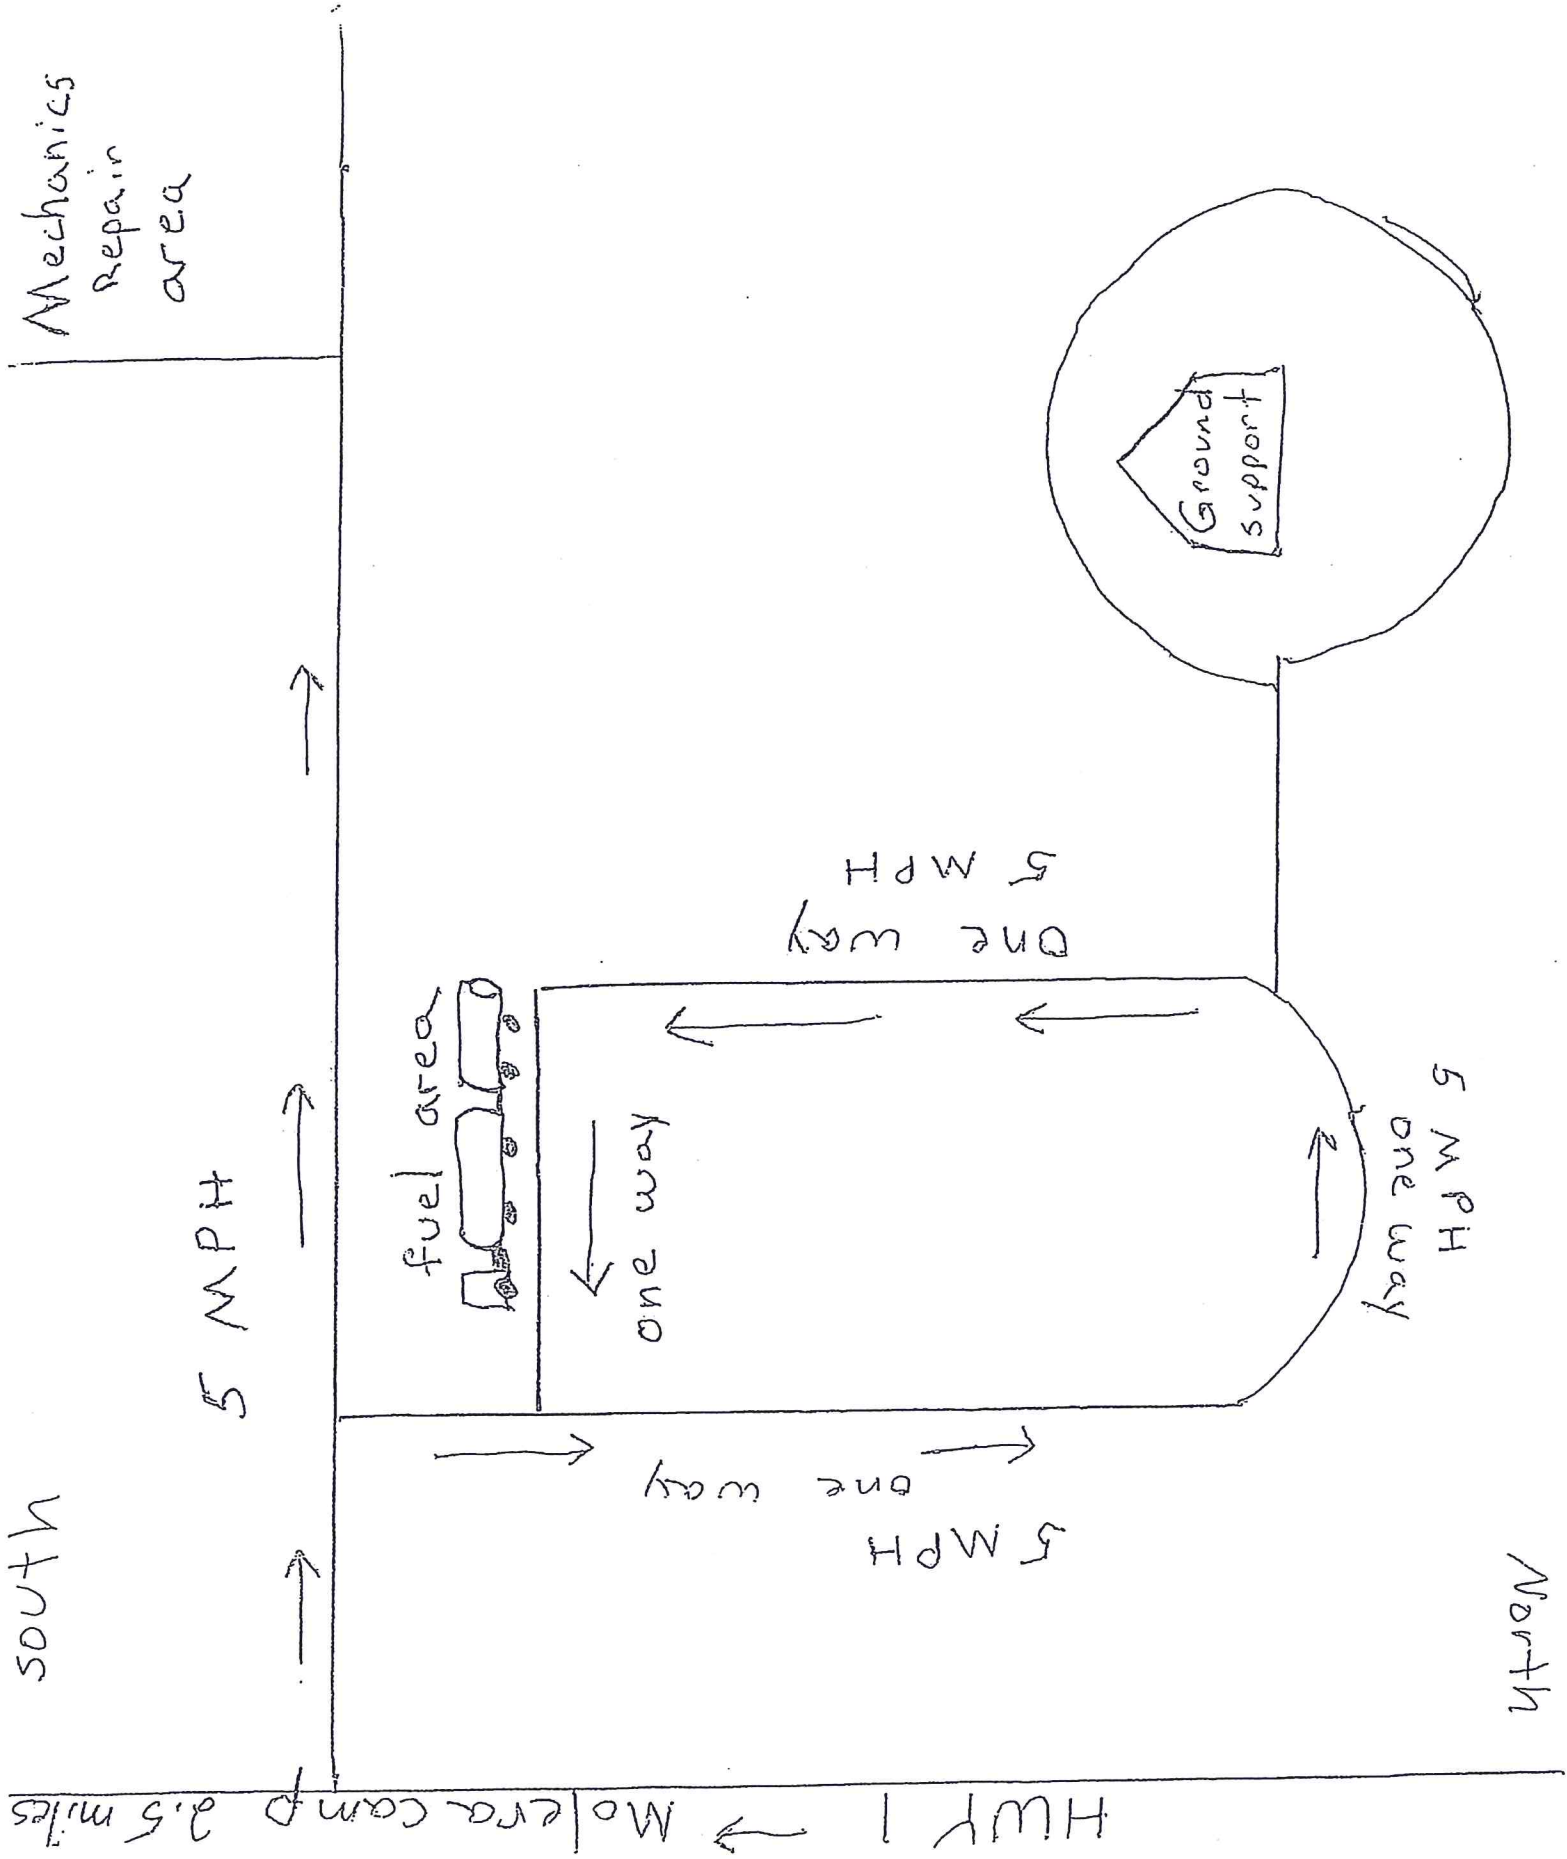 Mechanics
Repair
area
South
5 MPH
fuel area
one way
Ground
support
5 MPH
one way
5 MPH
one way
one way
5 MPH
North
HWY 1 → Molera camp 2.5 miles